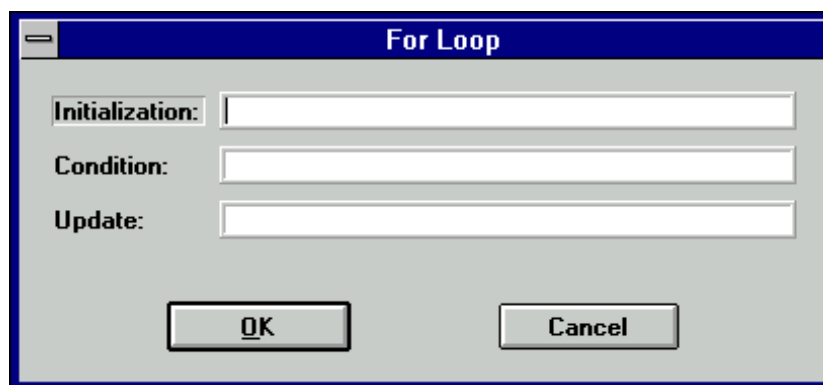 For Loop
Initialization:
Condition:
Update:
OK Cancel